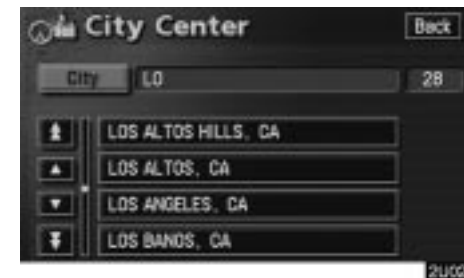 City Center
Back
City LO 28
LOS ALTOS HILLS, CA
LOS ALTOS, CA
LOS ANGELES, CA
LOS BANOS, CA